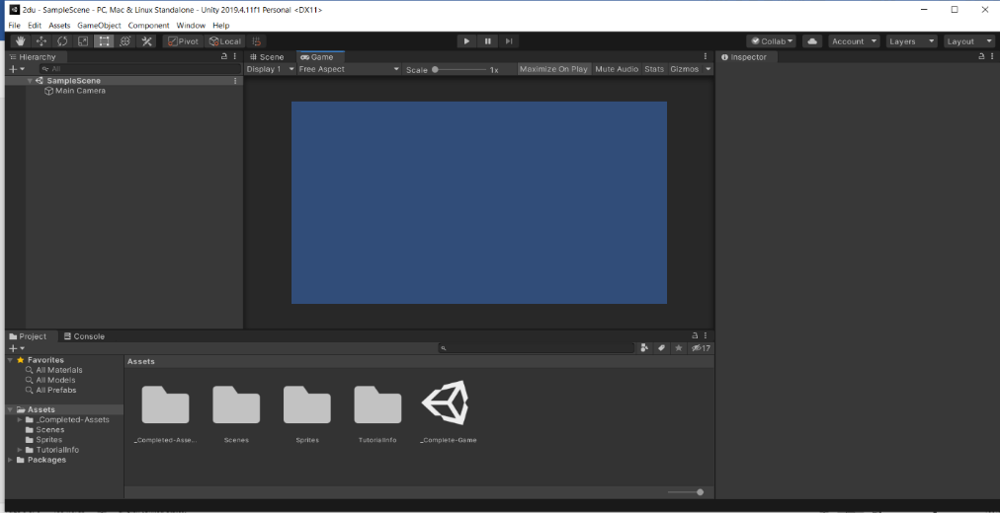 2du - SampleScene - PC, Mac & Linux Standalone - Unity 2019.4.11f1 Personal <DX11>
File Edit Assets GameObject Component Window Help
Pivot Local Collab Account Layers Layout
Hierarchy Scene Game Inspector
All Display 1 Free Aspect Scale 1x Maximize On Play Mute Audio Stats Gizmos
SampleScene
Main Camera
Project Console
17
Favorites Assets
All Materials
All Models
All Prefabs
Assets
_Completed-Assets
Scenes
Sprites
TutorialInfo
Packages
_Completed-Asse... Scenes Sprites TutorialInfo _Complete-Game